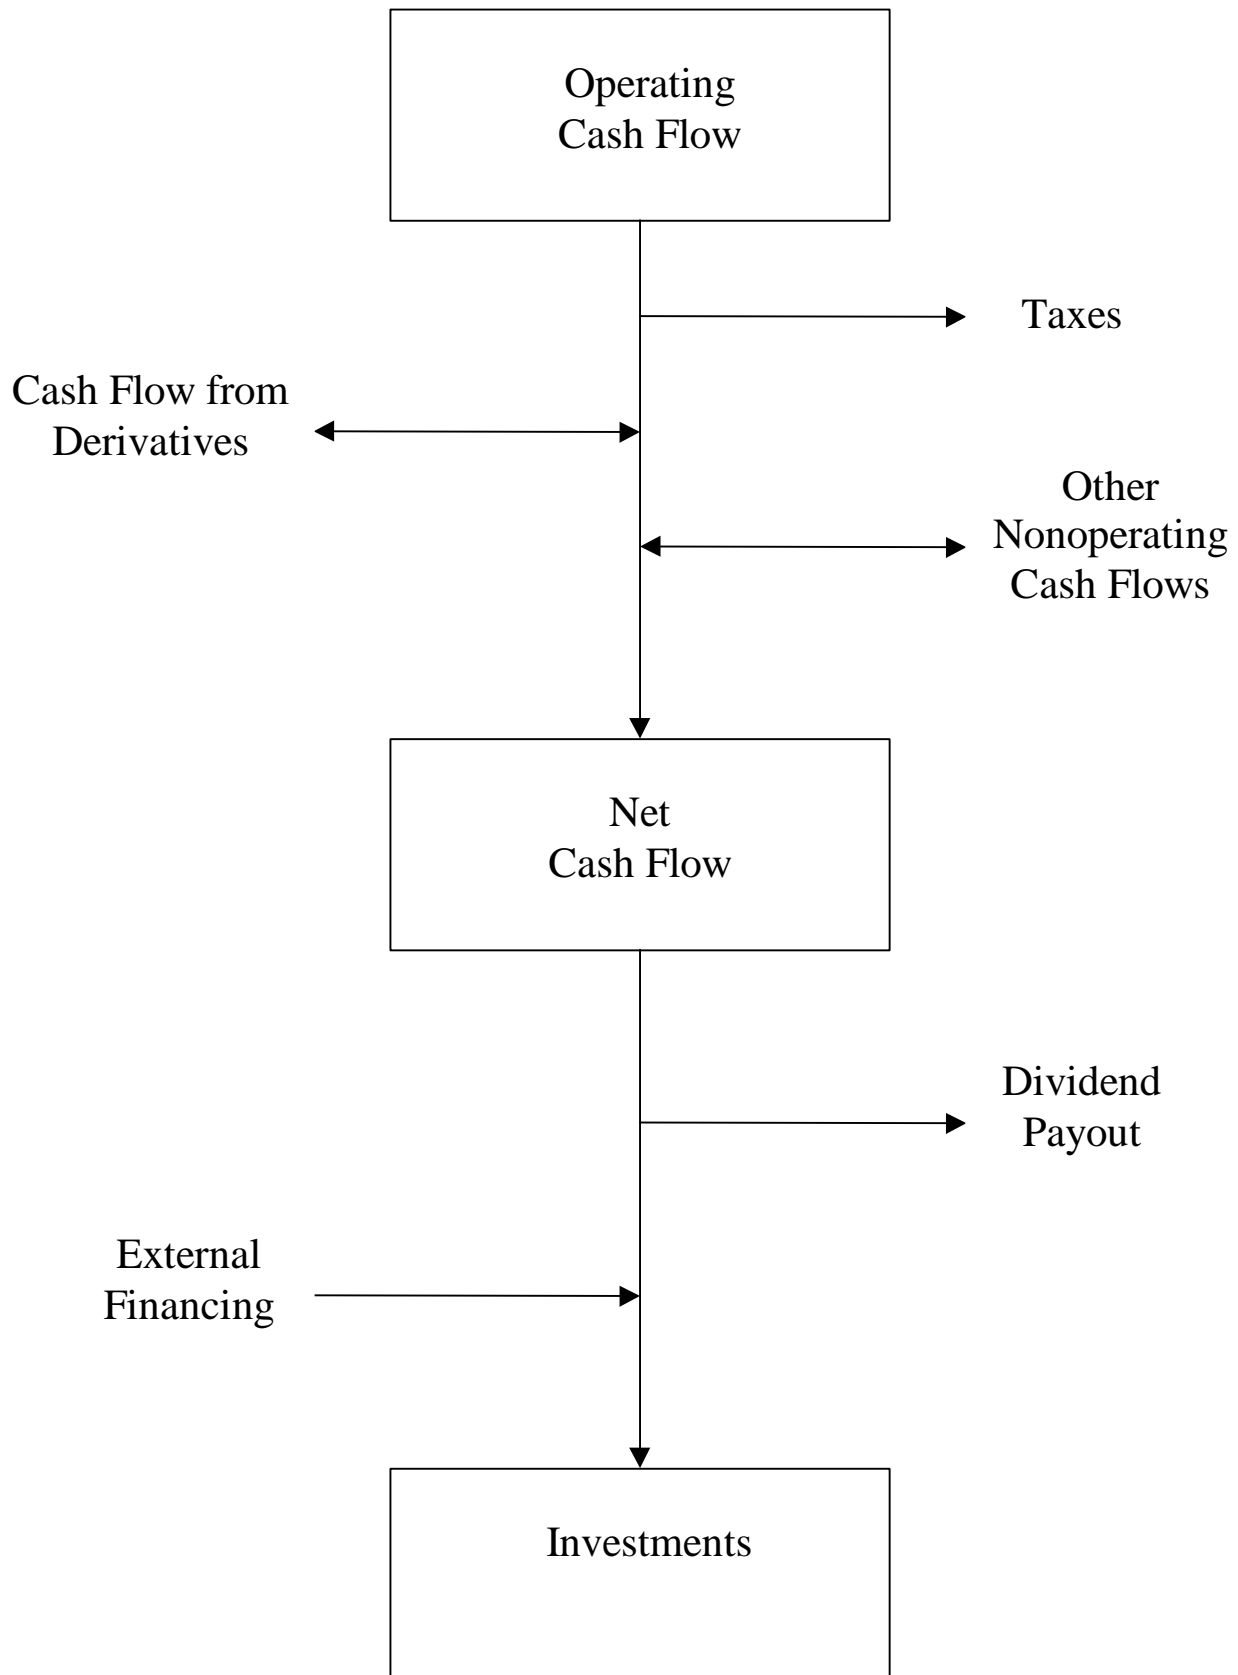 Operating
Cash Flow
Taxes
Cash Flow from
Derivatives
Other
Nonoperating
Cash Flows
Net
Cash Flow
Dividend
Payout
External
Financing
Investments